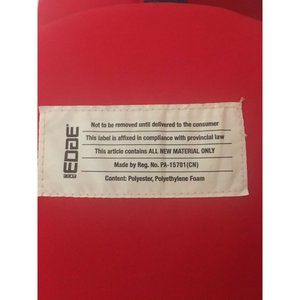 EDGE
Not to be removed until delivered to the consumer
This label is affixed in compliance with provincial law
This article contains ALL NEW MATERIAL ONLY
Made by Reg. No. PA-15701(CN)
Content: Polyester, Polyethylene Foam